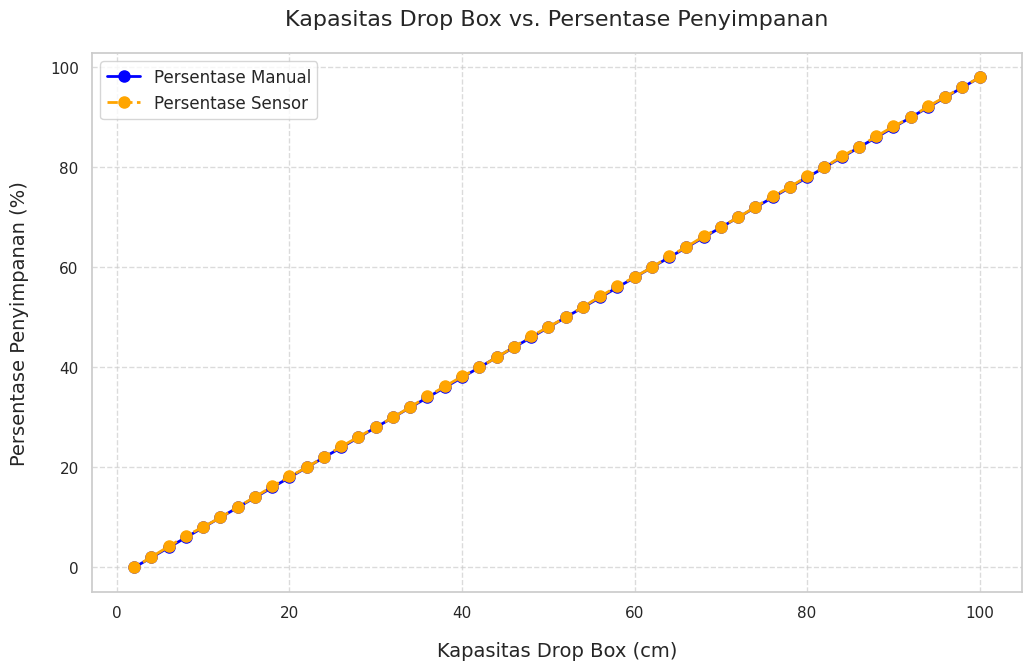 Kapasitas Drop Box vs. Persentase Penyimpanan
Persentase Manual
Persentase Sensor
Persentase Penyimpanan (%)
100
80
60
40
20
0
0 20 40 60 80 100
Kapasitas Drop Box (cm)